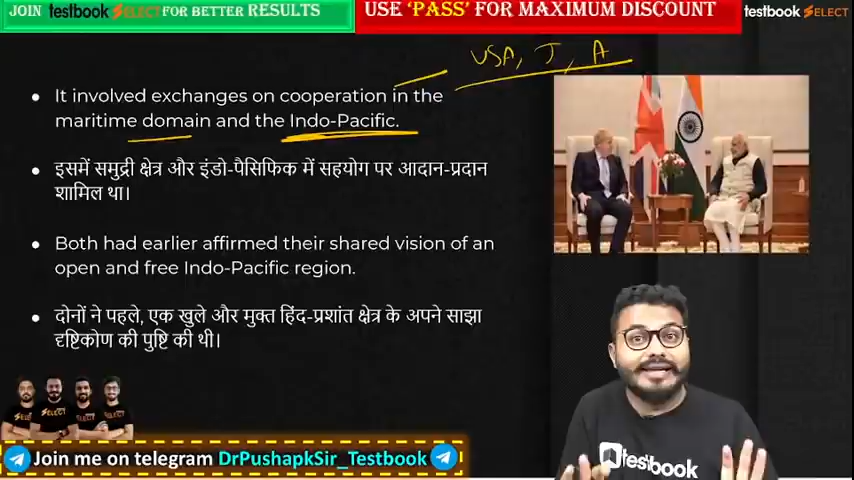 JOIN testbook SELECT FOR BETTER RESULTS
USE ‘PASS’ FOR MAXIMUM DISCOUNT
testbook SELECT
USA, J, A
It involved exchanges on cooperation in the
maritime domain and the Indo-Pacific.
इसमें समुद्री क्षेत्र और इंडो-पैसिफिक में सहयोग पर आदान-प्रदान
शामिल था।
Both had earlier affirmed their shared vision of an
open and free Indo-Pacific region.
दोनों ने पहले, एक खुले और मुक्त हिंद-प्रशांत क्षेत्र के अपने साझा
दृष्टिकोण की पुष्टि की थी।
SELECT
testbook
Join me on telegram DrPushapkSir_Testbook